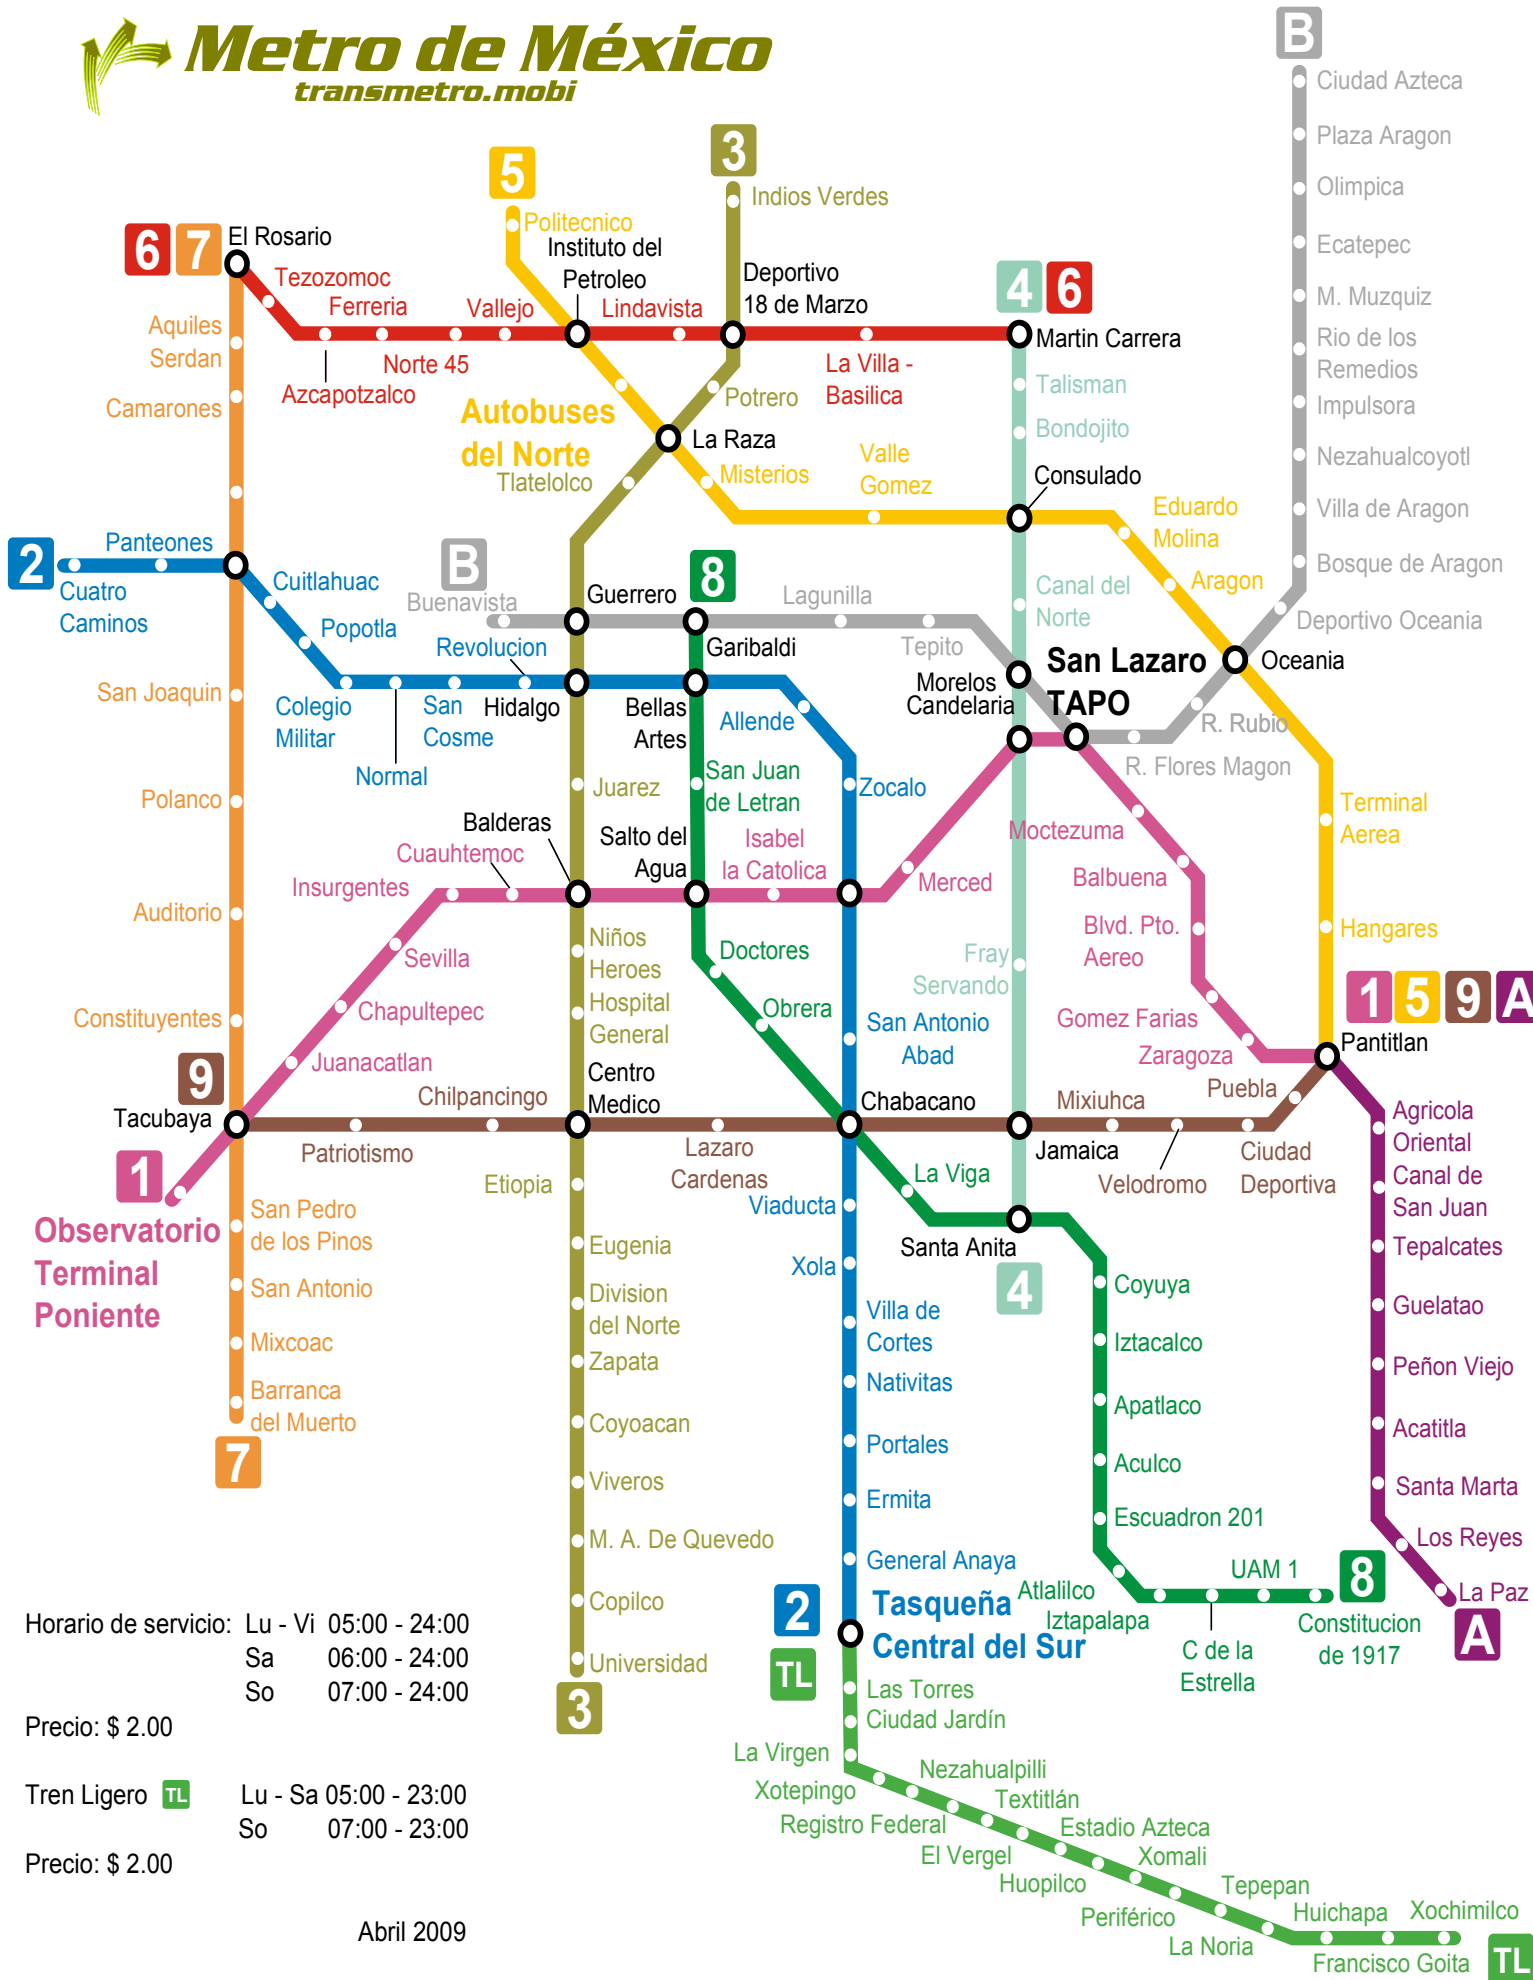 Metro de México
transmetro.mobi
B
Ciudad Azteca
Plaza Aragon
Olimpica
Ecatepec
M. Muzquiz
Rio de los
Remedios
Impulsora
Nezahualcoyotl
Villa de Aragon
Bosque de Aragon
Deportivo Oceania
Oceania
R. Rubio
R. Flores Magon
3
Indios Verdes
5
Politecnico
Instituto del
Petroleo
Deportivo
18 de Marzo
6 7
El Rosario
Tezozomoc
Ferreria
Vallejo
Lindavista
Azcapotzalco
Norte 45
La Villa -
Basilica
4 6
Martin Carrera
Aquiles
Serdan
Camarones
Talisman
Bondojito
Potrero
Autobuses
del Norte
La Raza
Tlatelolco
Misterios
Valle
Gomez
Consulado
Eduardo
Molina
Aragon
2
Panteones
Cuatro
Caminos
Cuitlahuac
Popotla
B
Buenavista
Guerrero
8
Garibaldi
Lagunilla
Tepito
Canal del
Norte
San Lazaro
TAPO
Morelos
Candelaria
Revolucion
San Joaquin
Colegio
Militar
San
Cosme
Normal
Hidalgo
Bellas
Artes
Allende
Zocalo
Juarez
San Juan
de Letran
Polanco
Balderas
Cuauhtemoc
Insurgentes
Salto del
Agua
Isabel
la Catolica
Merced
Moctezuma
Balbuena
Terminal
Aerea
Auditorio
Sevilla
Niños
Heroes
Hospital
General
Doctores
Obrera
Fray
Servando
Blvd. Pto.
Aereo
Hangares
Constituyentes
Chapultepec
Juanacatlan
San Antonio
Abad
Gomez Farias
Zaragoza
1 5 9 A
Pantitlan
9
Tacubaya
Chilpancingo
Patriotismo
Centro
Medico
Lazaro
Cardenas
Chabacano
Jamaica
Mixiuhca
Velodromo
Puebla
Ciudad
Deportiva
Agricola
Oriental
Canal de
San Juan
Tepalcates
Guelatao
Peñon Viejo
Acatitla
Santa Marta
Los Reyes
La Paz
A
1
Observatorio
Terminal
Poniente
San Pedro
de los Pinos
San Antonio
Mixcoac
Barranca
del Muerto
7
Etiopia
Eugenia
Division
del Norte
Zapata
Coyoacan
Viveros
M. A. De Quevedo
Copilco
Universidad
3
Viaducta
Xola
Villa de
Cortes
Nativitas
Portales
Ermita
General Anaya
2
Tasqueña
Central del Sur
La Viga
Santa Anita
4
Coyuya
Iztacalco
Apatlaco
Aculco
Escuadron 201
Atlalilco
Iztapalapa
C de la
Estrella
UAM 1
8
Constitucion
de 1917
TL
Las Torres
Ciudad Jardín
La Virgen
Xotepingo
Nezahualpilli
Registro Federal
Textitlán
El Vergel
Estadio Azteca
Huopilco
Xomali
Periférico
Tepepan
La Noria
Huichapa
Francisco Goita
Xochimilco
TL
Horario de servicio: Lu - Vi 05:00 - 24:00
Sa 06:00 - 24:00
So 07:00 - 24:00
Precio: $ 2.00
Tren Ligero TL Lu - Sa 05:00 - 23:00
So 07:00 - 23:00
Precio: $ 2.00
Abril 2009